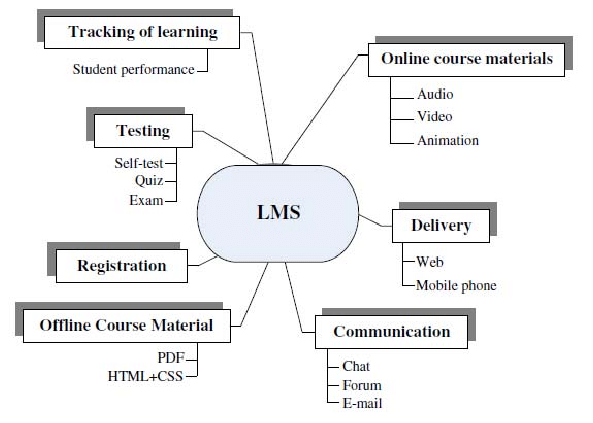 Tracking of learning
Student performance
Online course materials
Audio
Video
Animation
Testing
Self-test
Quiz
Exam
LMS
Delivery
Web
Mobile phone
Registration
Offline Course Material
PDF
HTML+CSS
Communication
Chat
Forum
E-mail